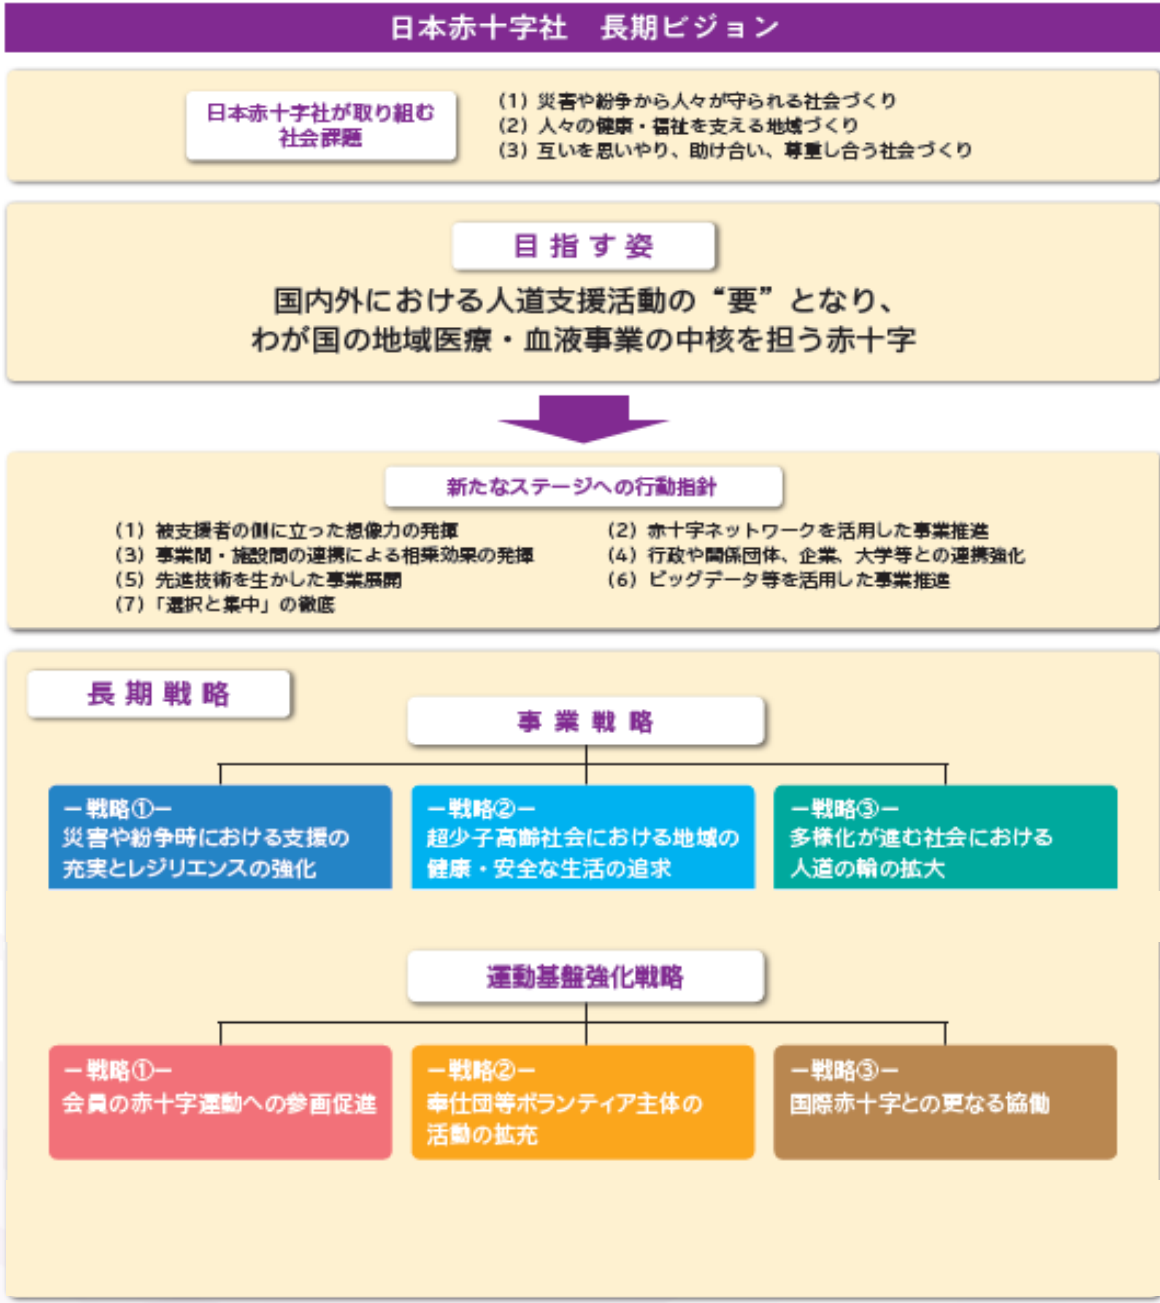 日本赤十字社　長期ビジョン
日本赤十字社が取り組む
社会課題
(1) 災害や紛争から人々が守られる社会づくり
(2) 人々の健康・福祉を支える地域づくり
(3) 互いを思いやり、助け合い、尊重し合う社会づくり
目指す姿
国内外における人道支援活動の“要”となり、
わが国の地域医療・血液事業の中核を担う赤十字
新たなステージへの行動指針
(1) 被支援者の側に立った想像力の発揮
(2) 赤十字ネットワークを活用した事業推進
(3) 事業間・施設間の連携による相乗効果の発揮
(4) 行政や関係団体、企業、大学等との連携強化
(5) 先進技術を生かした事業展開
(6) ビッグデータ等を活用した事業推進
(7) 「選択と集中」の徹底
長期戦略
事業戦略
－戦略①－
災害や紛争時における支援の
充実とレジリエンスの強化
－戦略②－
超少子高齢社会における地域の
健康・安全な生活の追求
－戦略③－
多様化が進む社会における
人道の輪の拡大
運動基盤強化戦略
－戦略①－
会員の赤十字運動への参画促進
－戦略②－
奉仕団等ボランティア主体の
活動の拡充
－戦略③－
国際赤十字との更なる協働